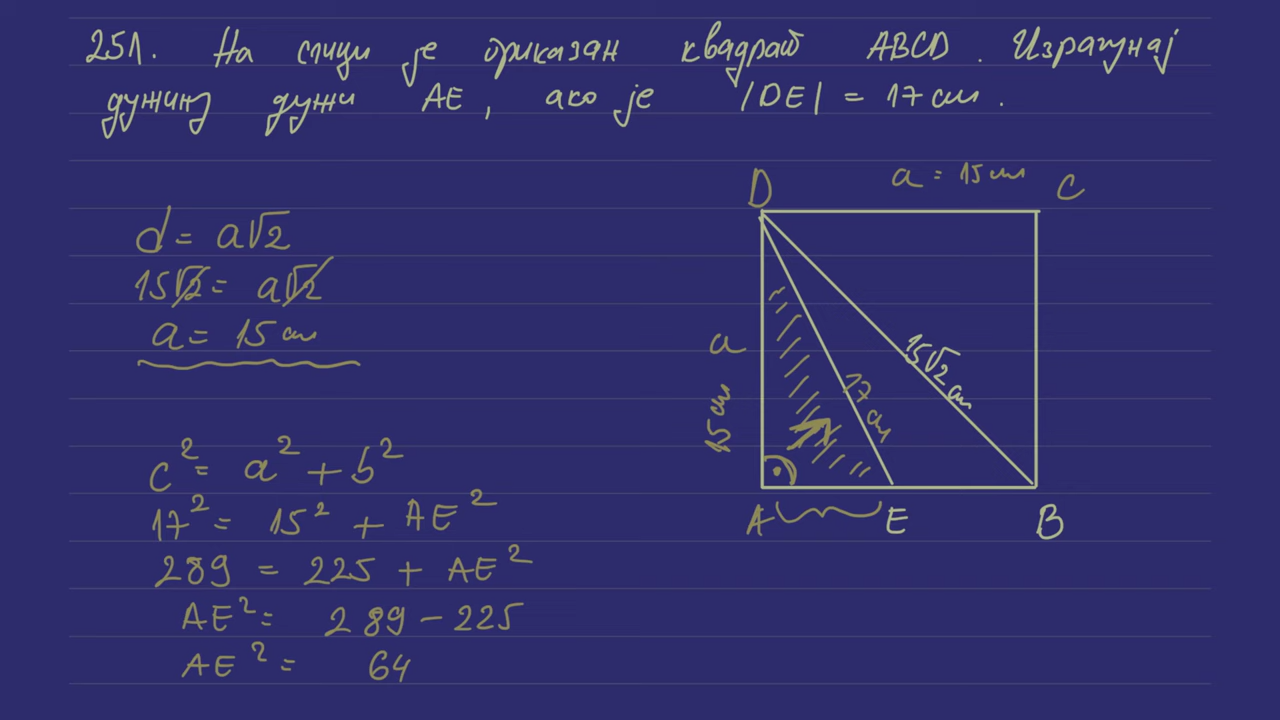 251. На слици је приказан квадрат ABCD. Израчунај
дужину дужи AE, ако је |DE| = 17 cm.
d = a√2
15√2 = a√2
a = 15 cm
c² = a² + b²
17² = 15² + AE²
289 = 225 + AE²
AE² = 289 - 225
AE² = 64
a = 15 cm
D
C
a
15 cm
17 cm
15√2 cm
A
E
B